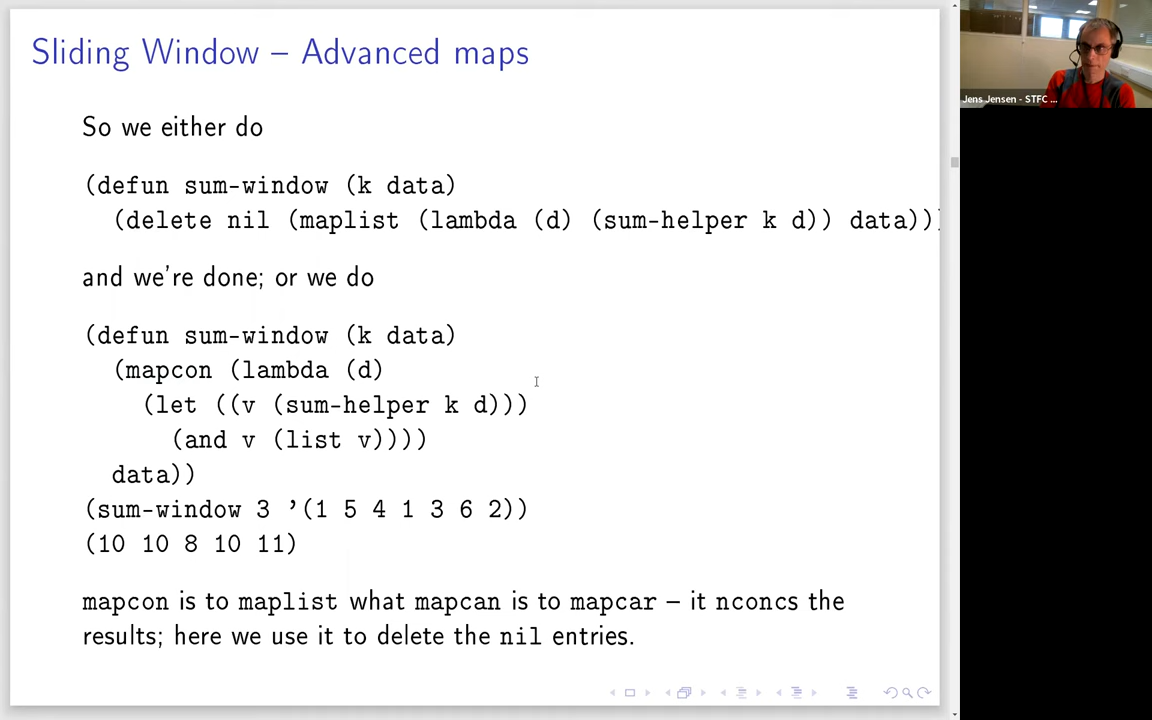 Sliding Window – Advanced maps
So we either do
(defun sum-window (k data)
(delete nil (maplist (lambda (d) (sum-helper k d)) data)))
and we're done; or we do
(defun sum-window (k data)
(mapcon (lambda (d)
(let ((v (sum-helper k d)))
(and v (list v))))
data))
(sum-window 3 '(1 5 4 1 3 6 2))
(10 10 8 10 11)
mapcon is to maplist what mapcan is to mapcar – it nconcs the
results; here we use it to delete the nil entries.
Jens Jensen - STFC ...